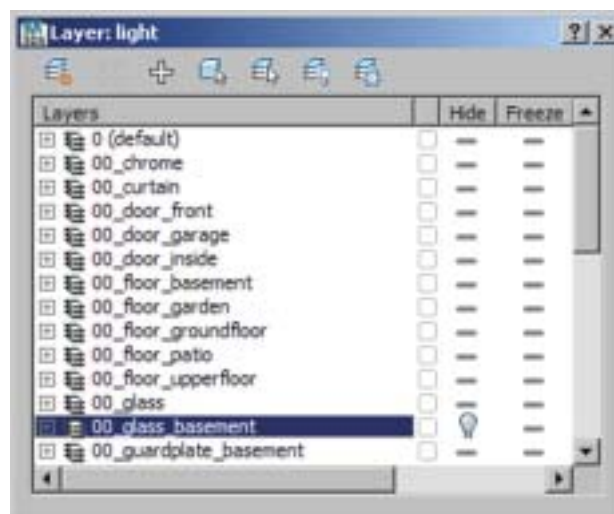 Layer: light
Layers Hide Freeze
0 (default)
00_chrome
00_curtain
00_door_front
00_door_garage
00_door_inside
00_floor_basement
00_floor_garden
00_floor_groundfloor
00_floor_patio
00_floor_upperfloor
00_glass
00_glass_basement
00_guardplate_basement